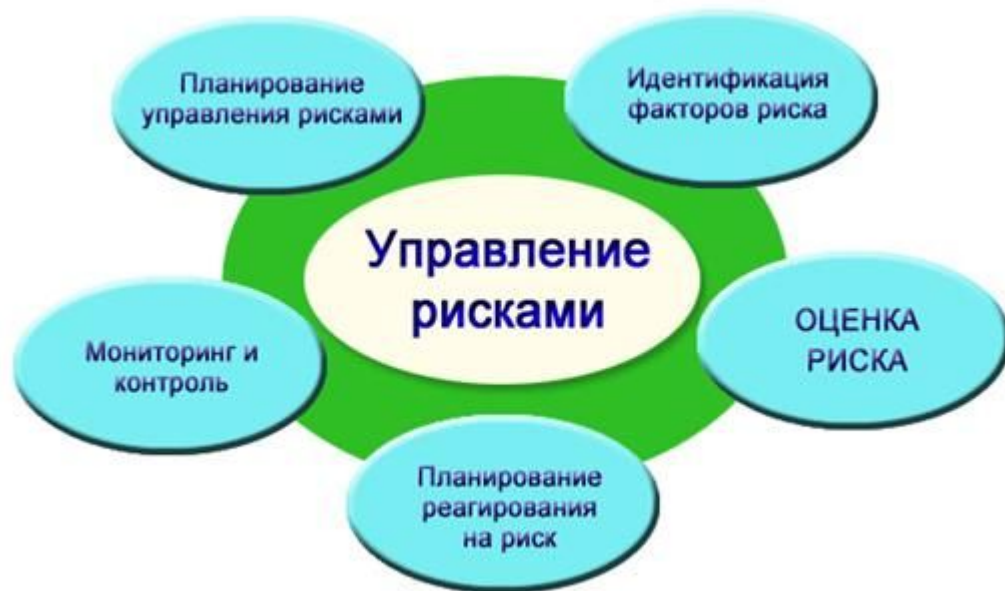 Планирование
управления рисками
Идентификация
факторов риска
Управление
рисками
ОЦЕНКА
РИСКА
Мониторинг и
контроль
Планирование
реагирования
на риск